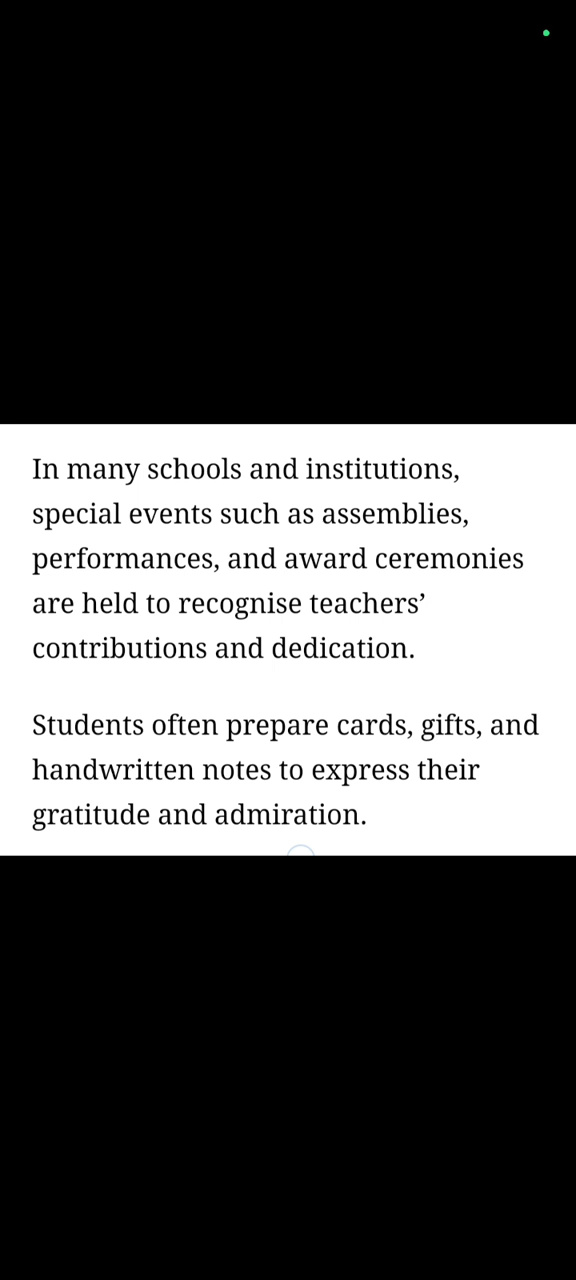 In many schools and institutions,
special events such as assemblies,
performances, and award ceremonies
are held to recognise teachers’
contributions and dedication.
Students often prepare cards, gifts, and
handwritten notes to express their
gratitude and admiration.